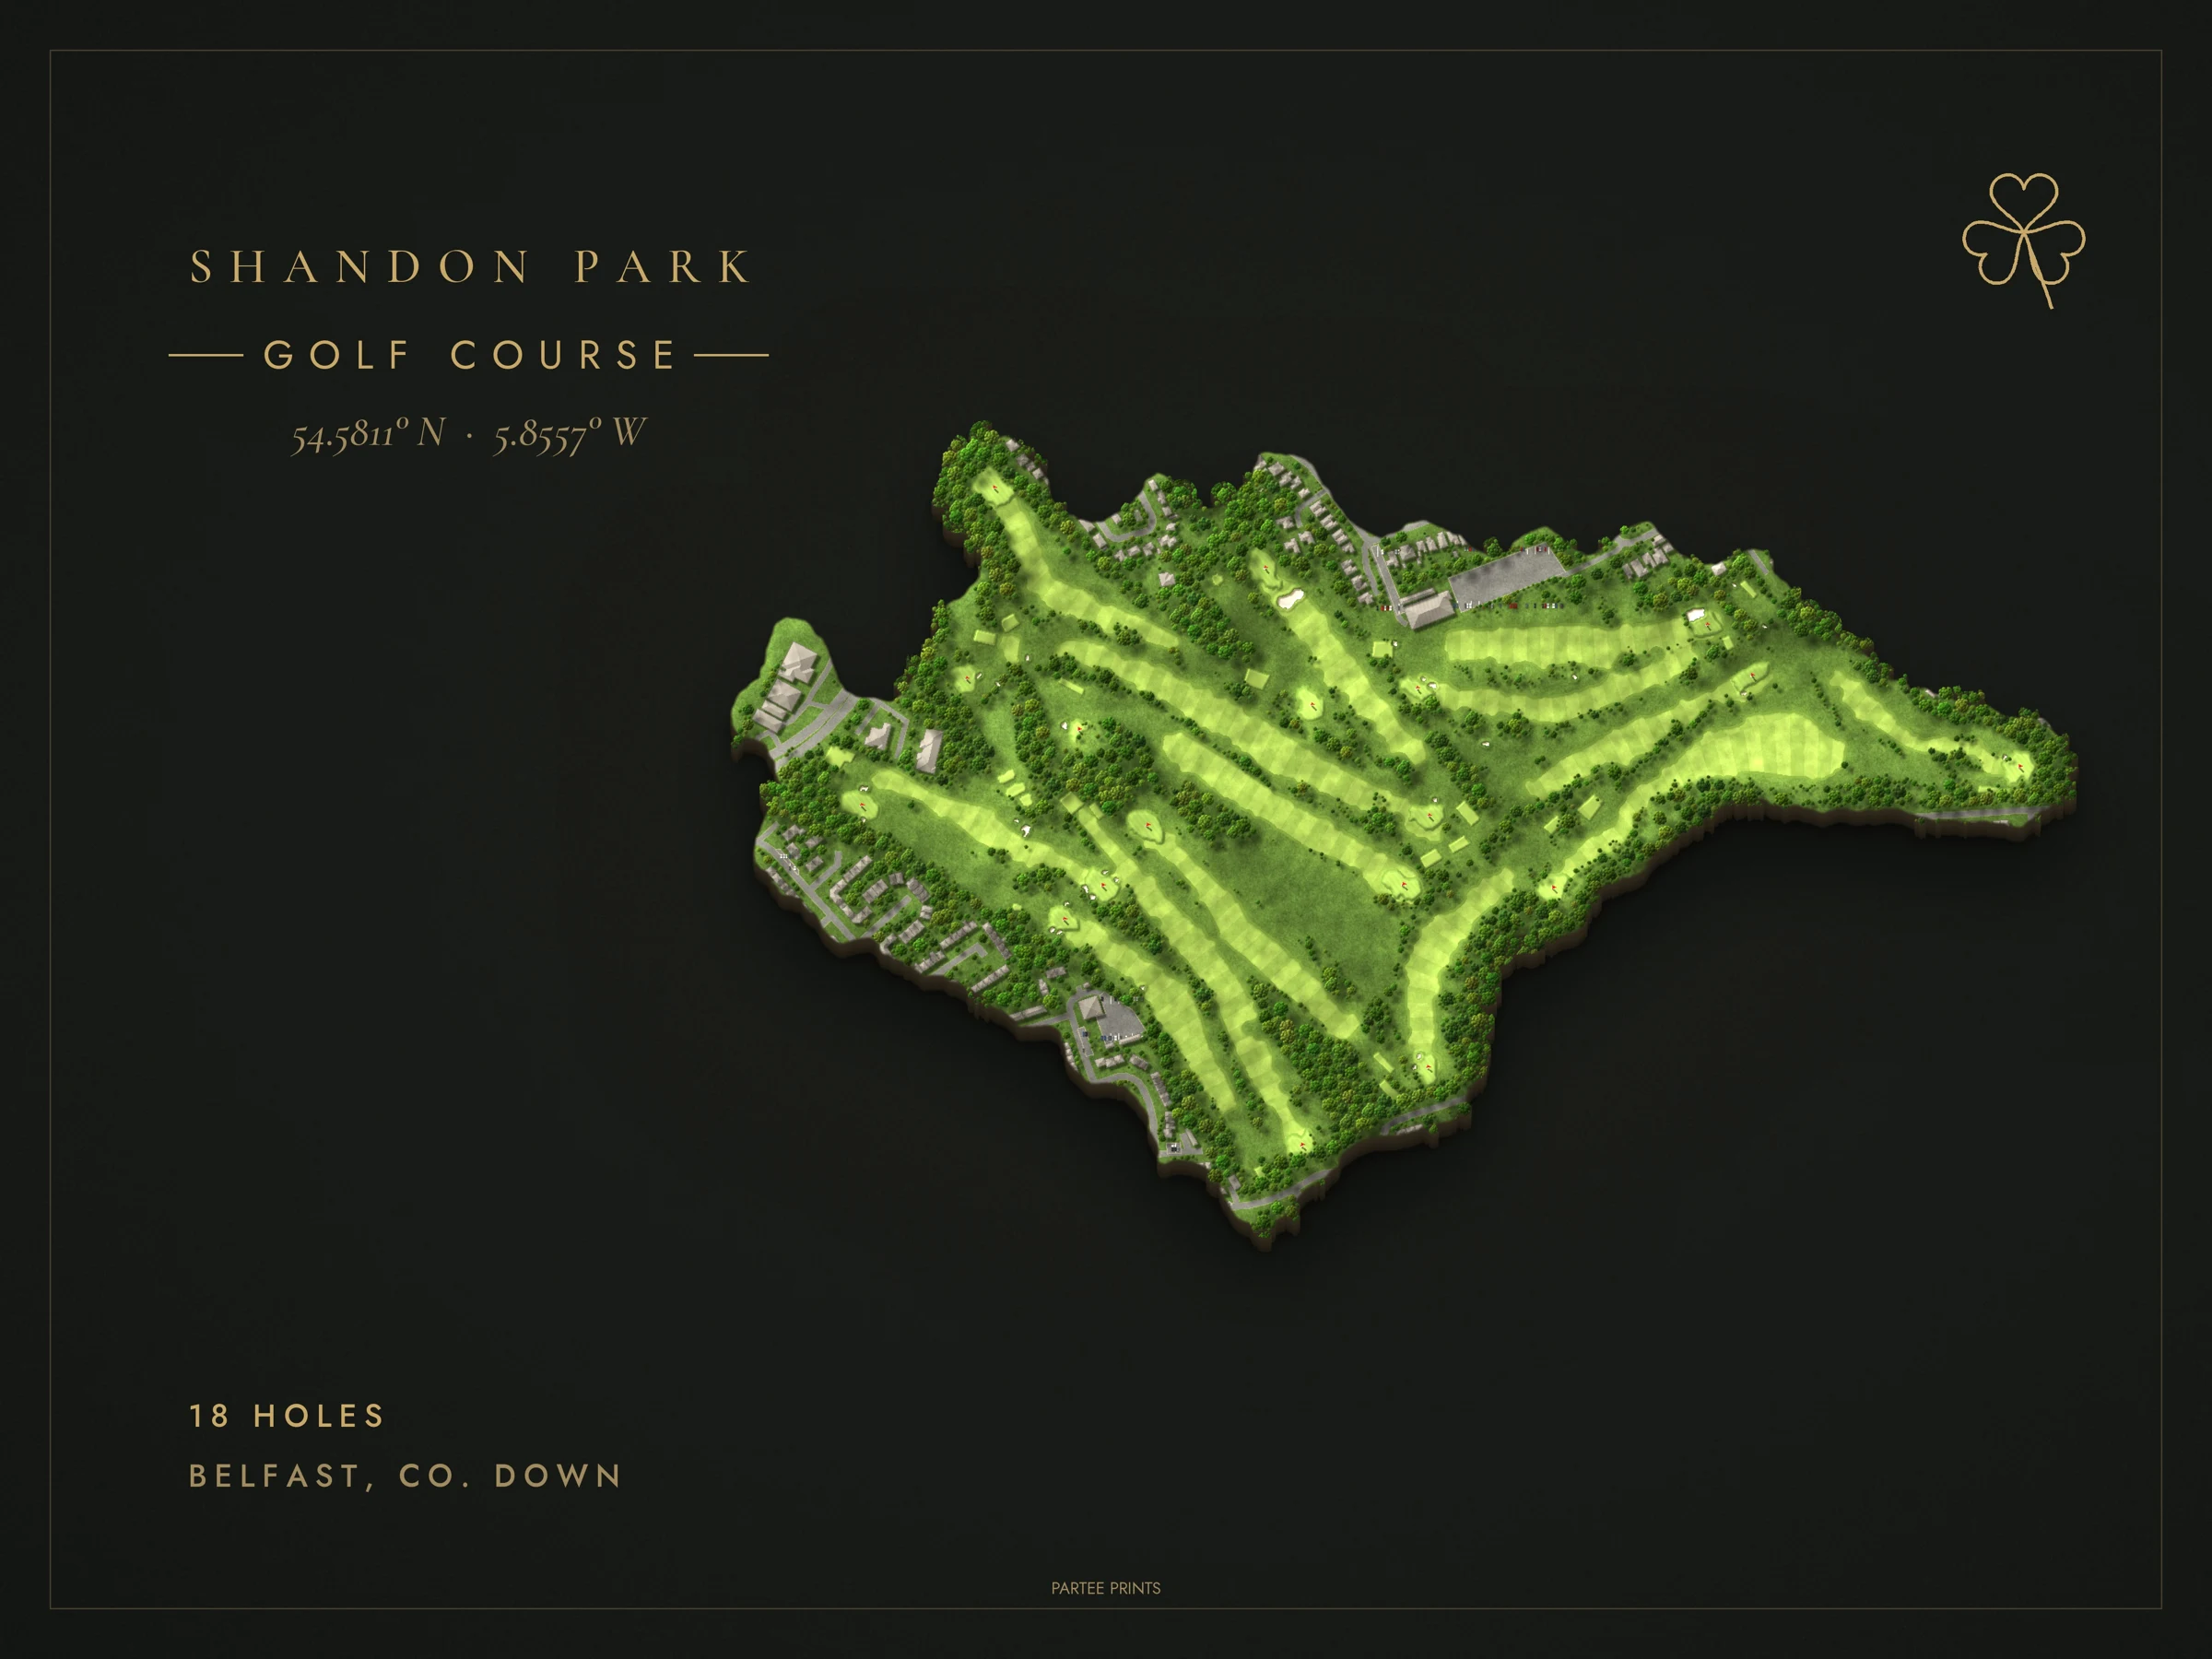 SHANDON PARK
GOLF COURSE
54.5811° N · 5.8557° W
18 HOLES
BELFAST, CO. DOWN
PARTEE PRINTS